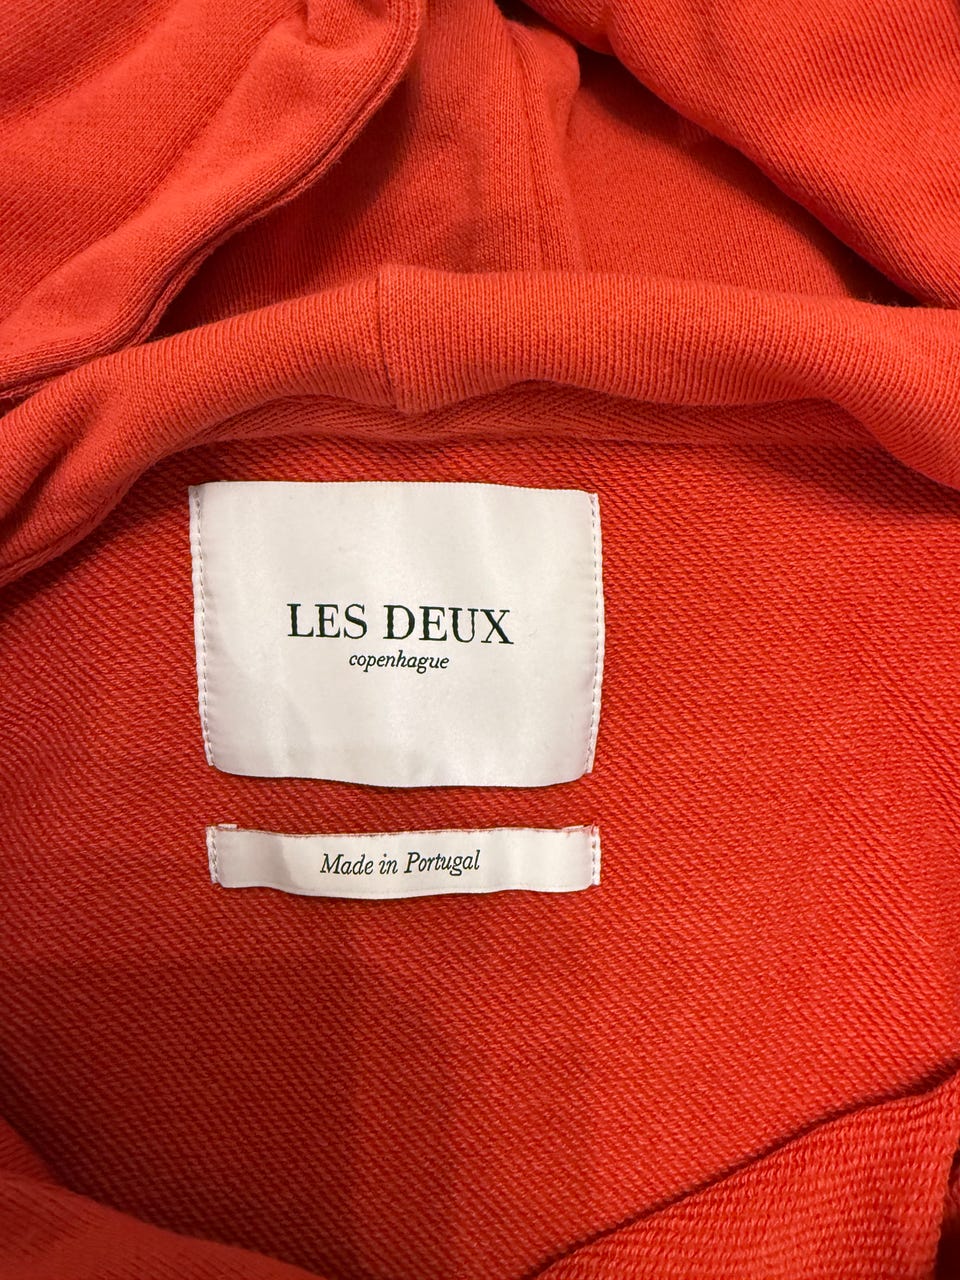 LES DEUX
copenhague
Made in Portugal